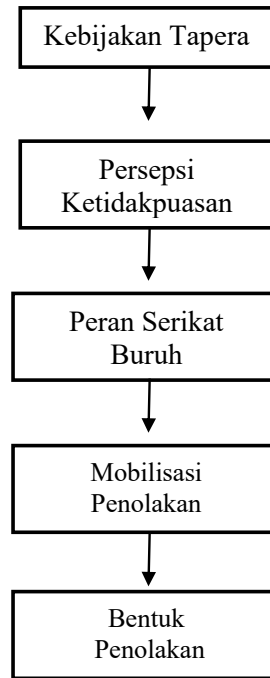 Kebijakan Tapera
Persepsi
Ketidakpuasan
Peran Serikat
Buruh
Mobilisasi
Penolakan
Bentuk
Penolakan